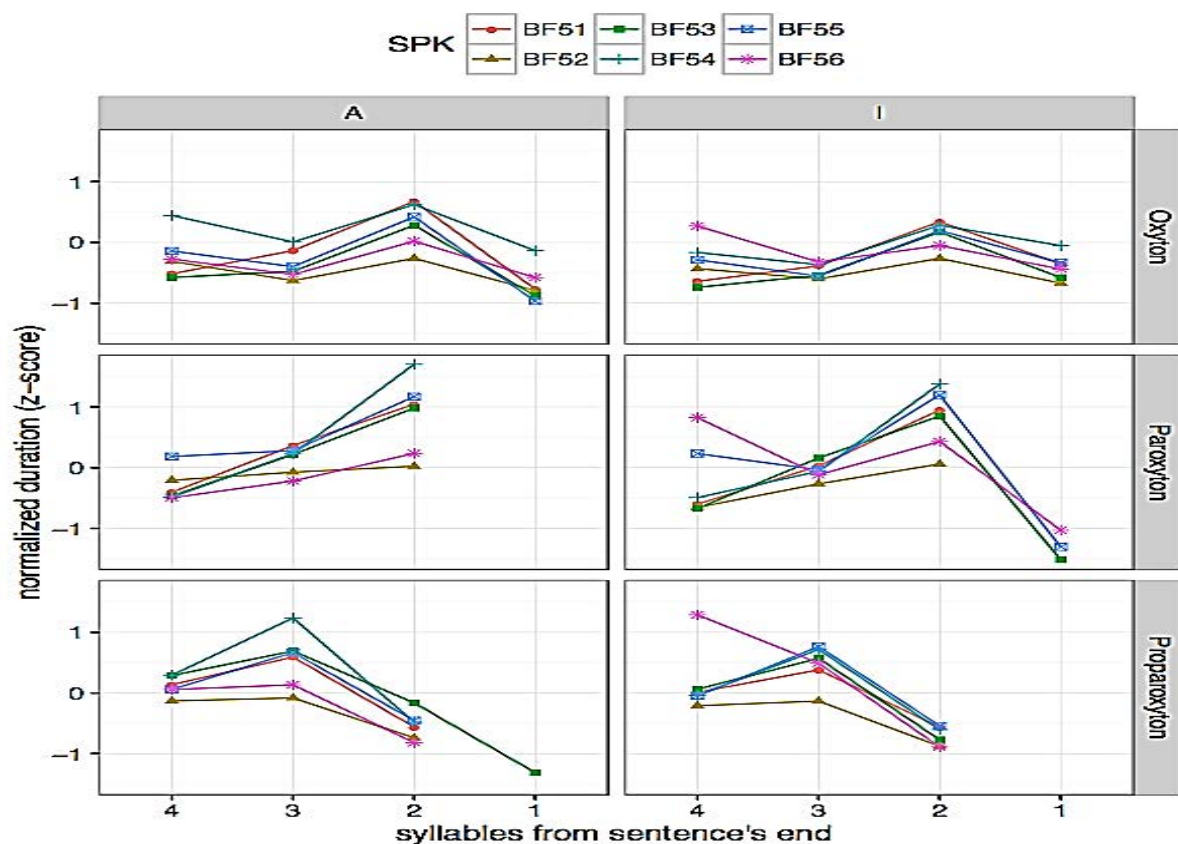 SPK BF51 BF53 BF55
BF52 BF54 BF56
A I
normalized duration (z-score)
1
0
−1
Oxyton
1
0
−1
Paroxyton
1
0
−1
Proparoxyton
4 3 2 1 4 3 2 1
syllables from sentence's end